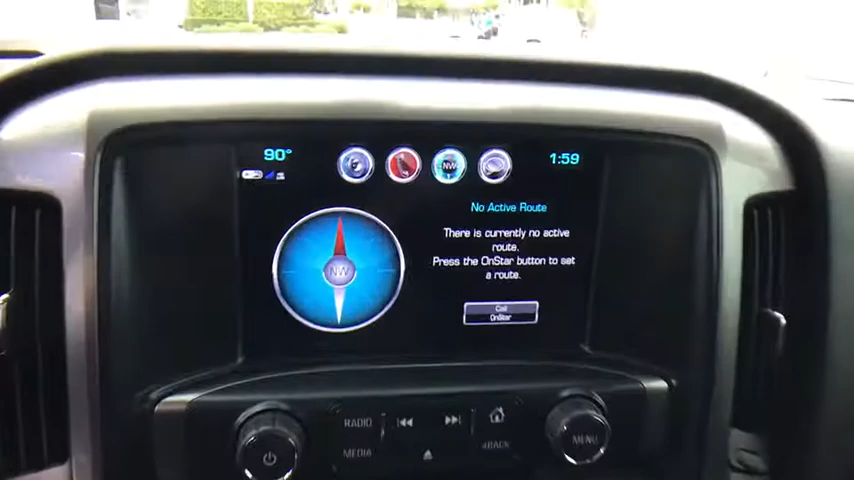 90°
NW
1:59
No Active Route
There is currently no active
route.
Press the OnStar button to set
a route.
NW
Call
OnStar
RADIO
MEDIA
BACK
MENU